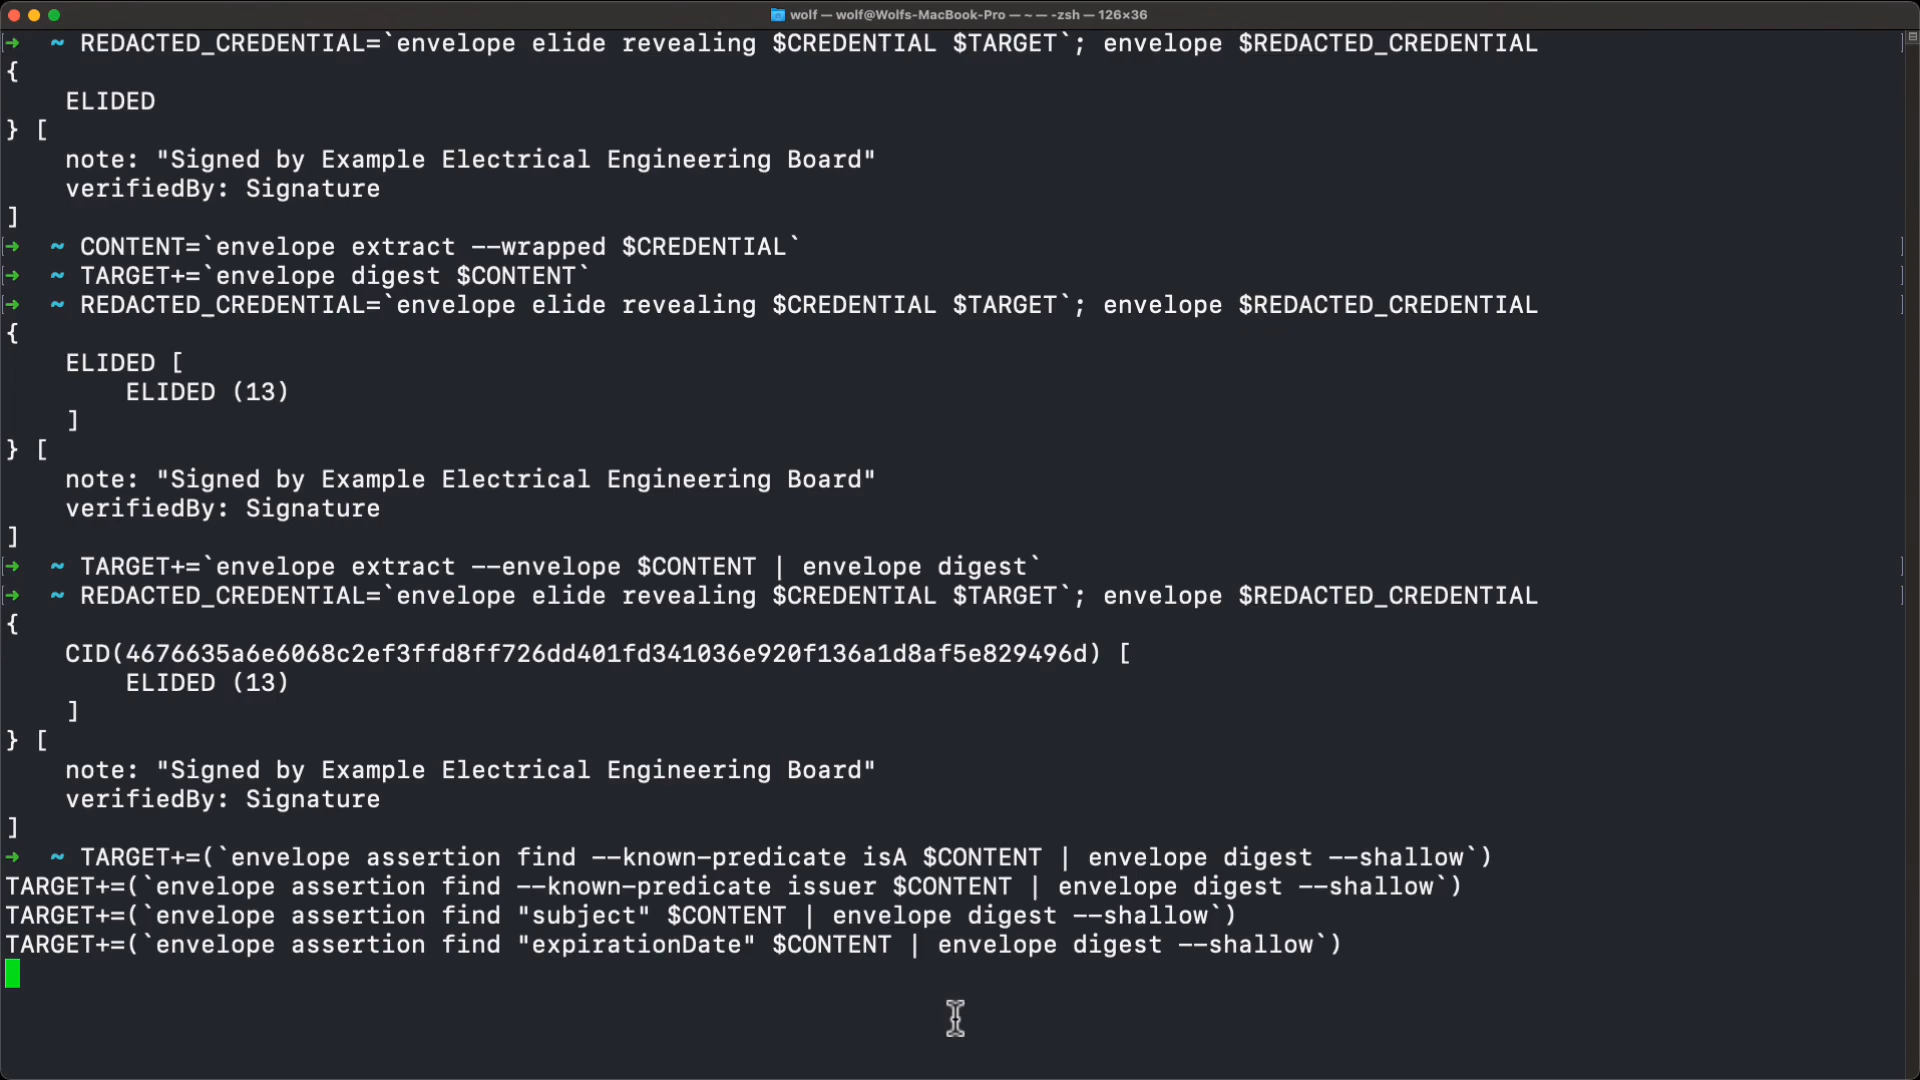 wolf — wolf@Wolfs-MacBook-Pro — ~ — -zsh — 126×36
→ ~ REDACTED_CREDENTIAL=`envelope elide revealing $CREDENTIAL $TARGET`; envelope $REDACTED_CREDENTIAL
{
ELIDED
} [
note: "Signed by Example Electrical Engineering Board"
verifiedBy: Signature
]
→ ~ CONTENT=`envelope extract --wrapped $CREDENTIAL`
→ ~ TARGET+=`envelope digest $CONTENT`
→ ~ REDACTED_CREDENTIAL=`envelope elide revealing $CREDENTIAL $TARGET`; envelope $REDACTED_CREDENTIAL
{
ELIDED [
ELIDED (13)
]
} [
note: "Signed by Example Electrical Engineering Board"
verifiedBy: Signature
]
→ ~ TARGET+=`envelope extract --envelope $CONTENT | envelope digest`
→ ~ REDACTED_CREDENTIAL=`envelope elide revealing $CREDENTIAL $TARGET`; envelope $REDACTED_CREDENTIAL
{
CID(4676635a6e6068c2ef3ffd8ff726dd401fd341036e920f136a1d8af5e829496d) [
ELIDED (13)
]
} [
note: "Signed by Example Electrical Engineering Board"
verifiedBy: Signature
]
→ ~ TARGET+=(`envelope assertion find --known-predicate isA $CONTENT | envelope digest --shallow`)
TARGET+=(`envelope assertion find --known-predicate issuer $CONTENT | envelope digest --shallow`)
TARGET+=(`envelope assertion find "subject" $CONTENT | envelope digest --shallow`)
TARGET+=(`envelope assertion find "expirationDate" $CONTENT | envelope digest --shallow`)